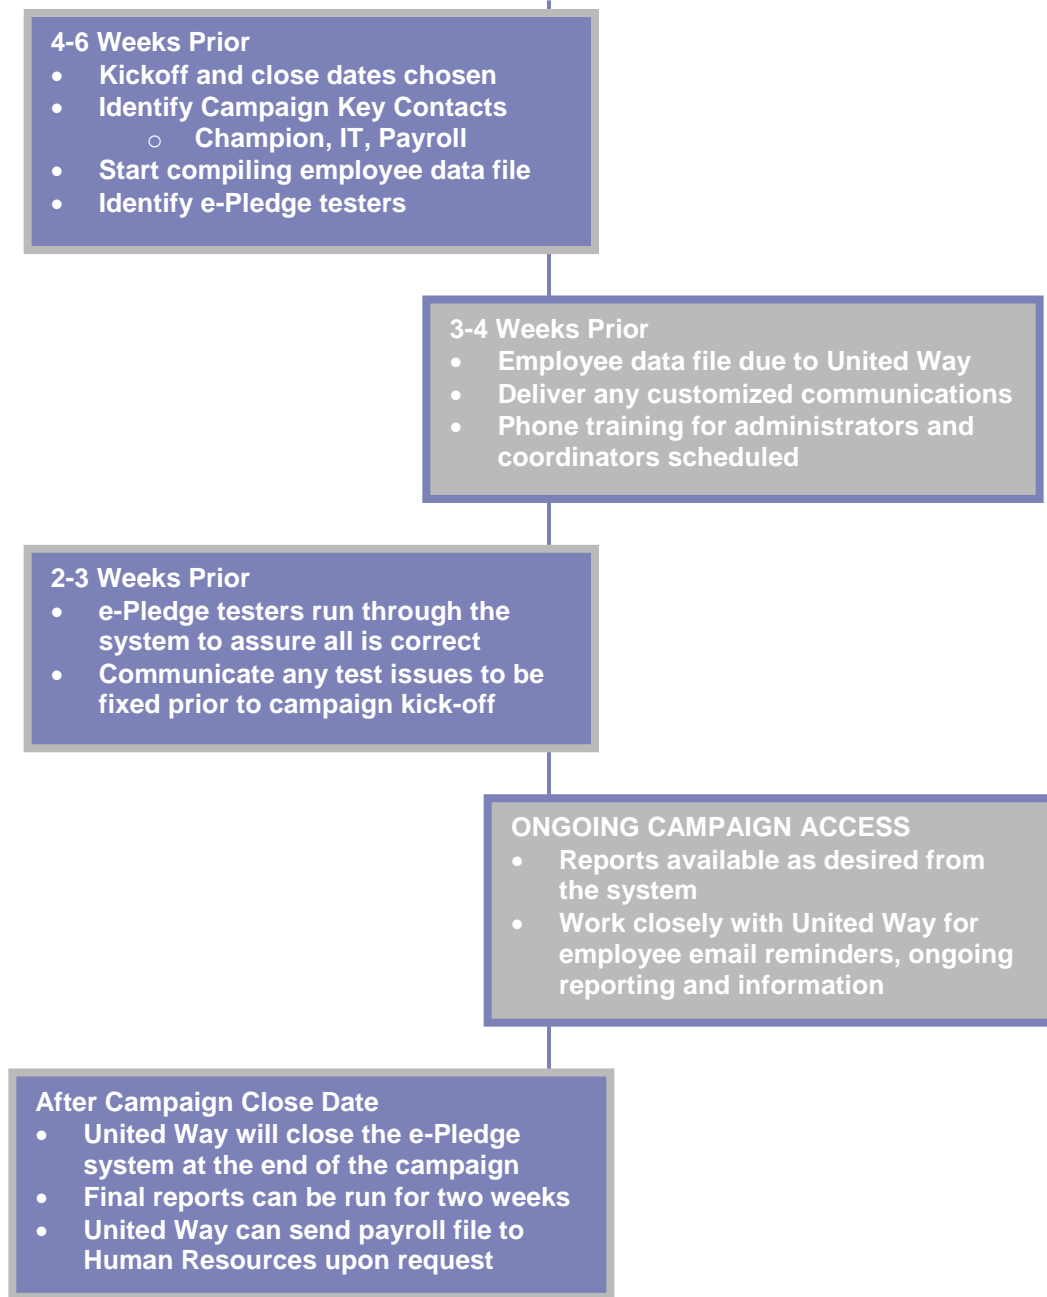 4-6 Weeks Prior
• Kickoff and close dates chosen
• Identify Campaign Key Contacts
○ Champion, IT, Payroll
• Start compiling employee data file
• Identify e-Pledge testers
3-4 Weeks Prior
• Employee data file due to United Way
• Deliver any customized communications
• Phone training for administrators and
coordinators scheduled
2-3 Weeks Prior
• e-Pledge testers run through the
system to assure all is correct
• Communicate any test issues to be
fixed prior to campaign kick-off
ONGOING CAMPAIGN ACCESS
• Reports available as desired from
the system
• Work closely with United Way for
employee email reminders, ongoing
reporting and information
After Campaign Close Date
• United Way will close the e-Pledge
system at the end of the campaign
• Final reports can be run for two weeks
• United Way can send payroll file to
Human Resources upon request